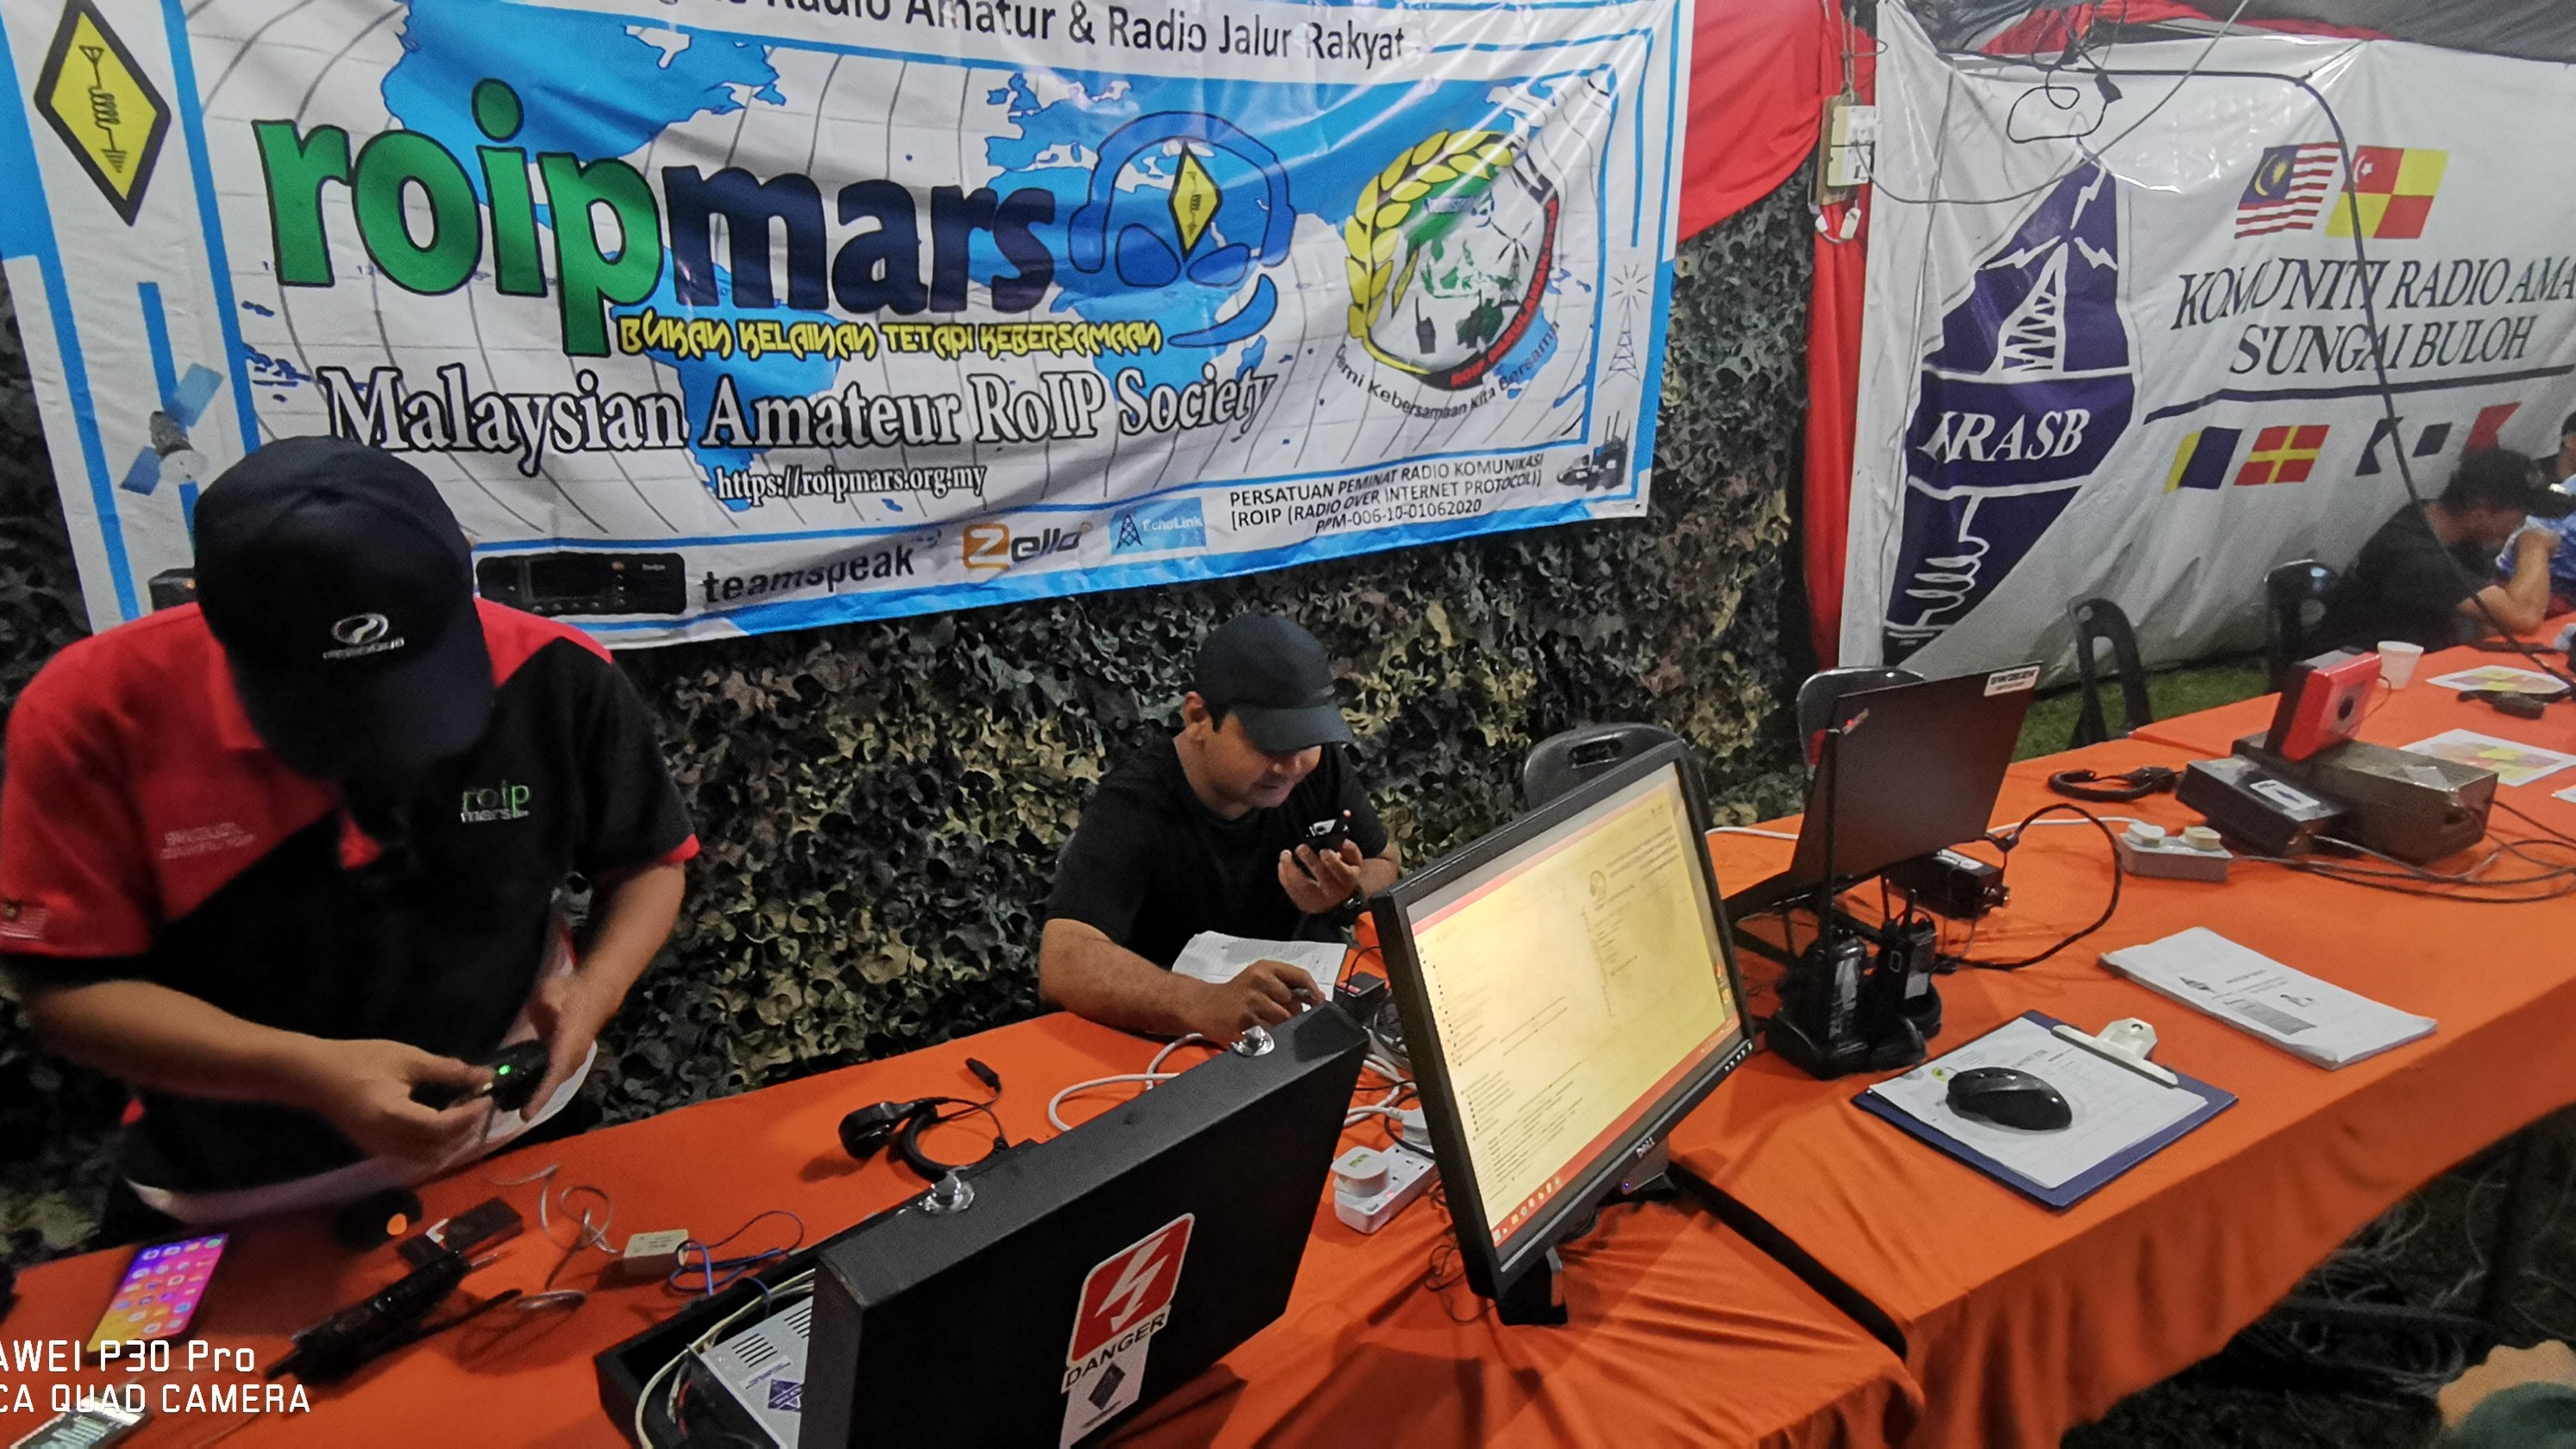 Radio Amatur & Radio Jalur Rakyat
roipmars
BUKAN KELAINAN TETAPI KEBERSAMAAN
Malaysian Amateur RoIP Society
https://roipmars.org.my
Demi Kebersamaan Kita Bersama
teamspeak
Zello
EchoLink
PERSATUAN PEMINAT RADIO KOMUNIKASI
[ROIP (RADIO OVER INTERNET PROTOCOL)]
PPM-006-10-01062020
KOMUNITI RADIO AMA
SUNGAI BULOH
KRASB
roip
mars
DELL
DANGER
AWEI P30 Pro
CA QUAD CAMERA